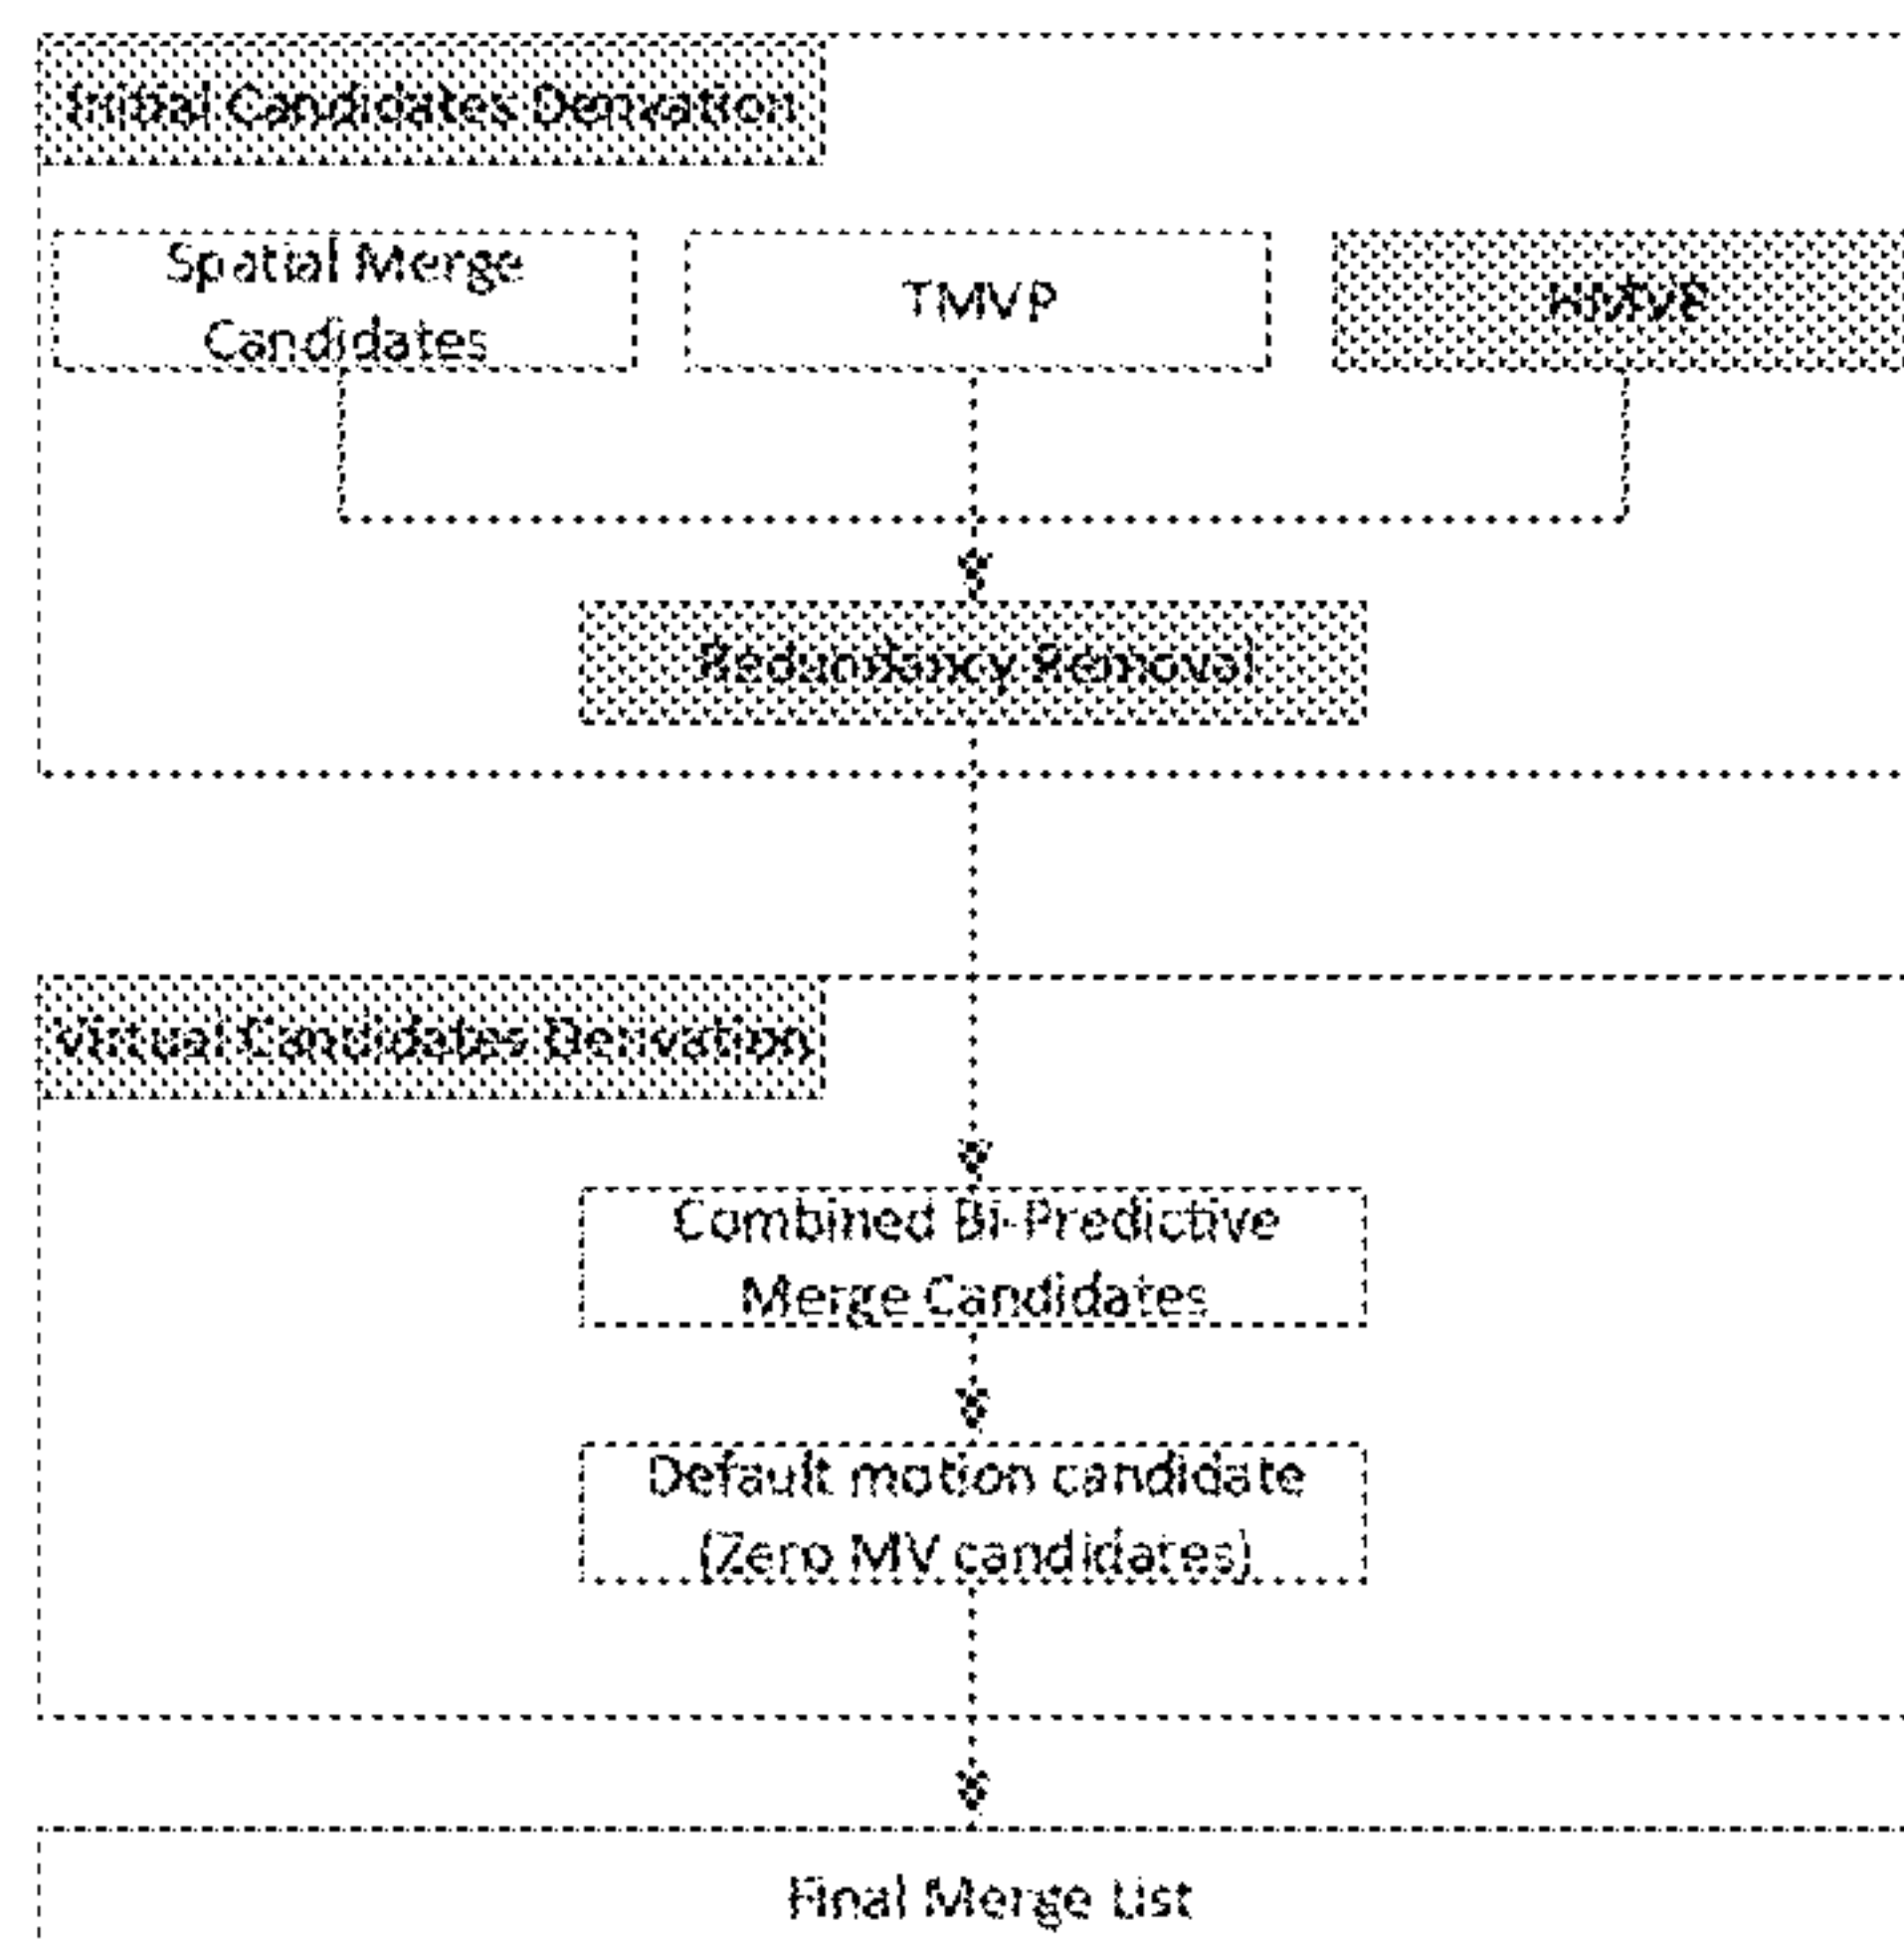 Initial Candidates Derivation
Spatial Merge
Candidates
TMVP
HMVP
Redundancy Removal
Virtual Candidates Derivation
Combined Bi-Predictive
Merge Candidates
Default motion candidate
(Zero MV candidates)
Final Merge List